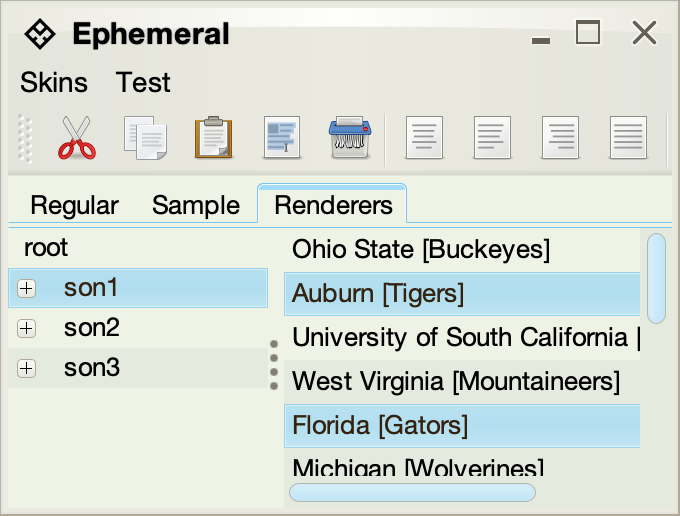 Ephemeral
Skins Test
Regular Sample Renderers
root
son1
son2
son3
Ohio State [Buckeyes]
Auburn [Tigers]
University of South California [
West Virginia [Mountaineers]
Florida [Gators]
Michigan [Wolverines]